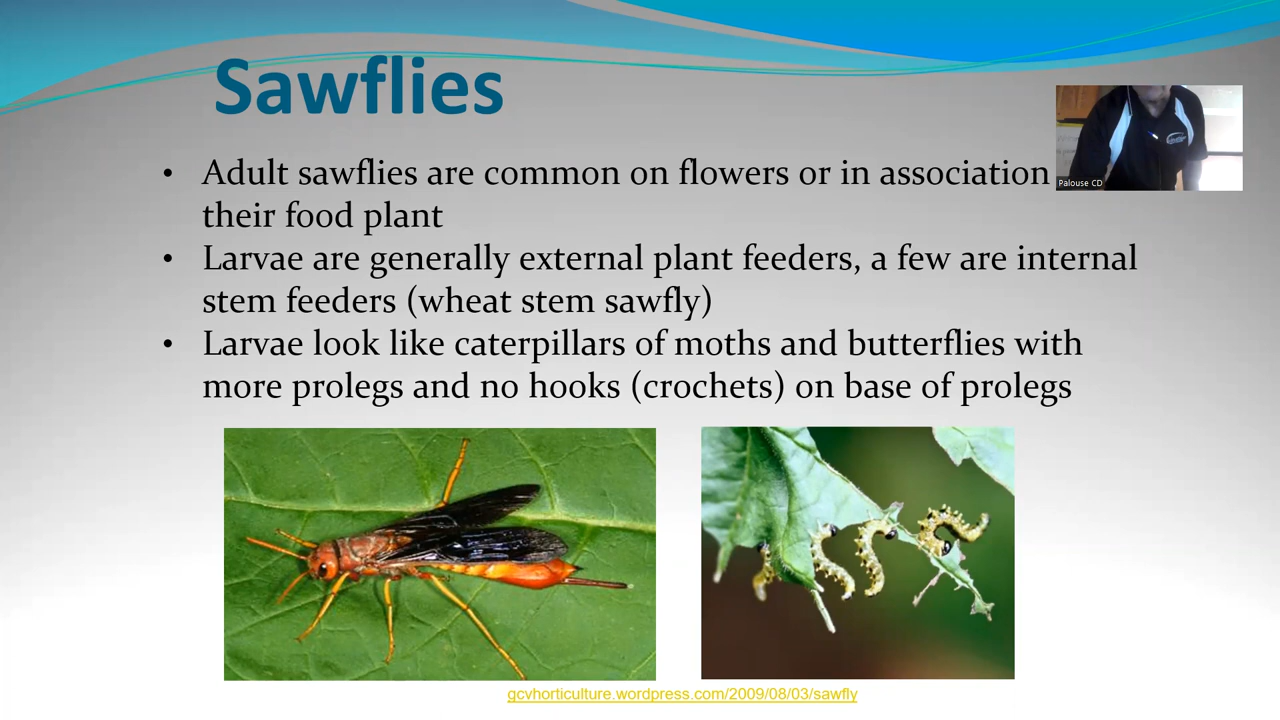 Sawflies
• Adult sawflies are common on flowers or in association
their food plant
• Larvae are generally external plant feeders, a few are internal
stem feeders (wheat stem sawfly)
• Larvae look like caterpillars of moths and butterflies with
more prolegs and no hooks (crochets) on base of prolegs
Palouse CD
gcvhorticulture.wordpress.com/2009/08/03/sawfly